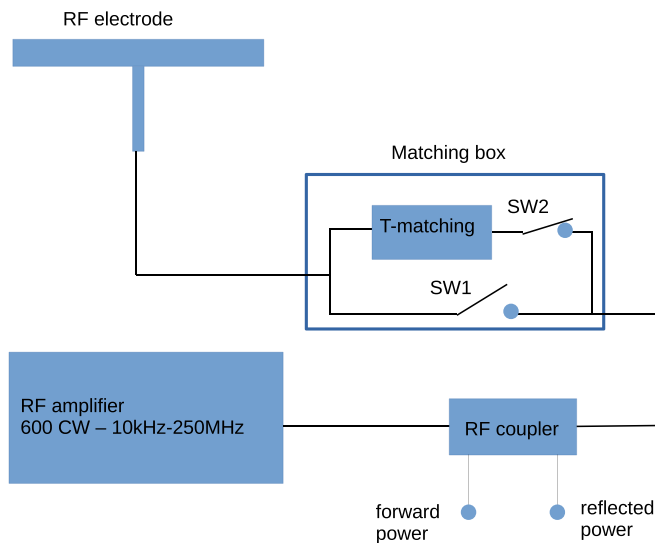 RF electrode
Matching box
T-matching
SW2
SW1
RF amplifier
600 CW – 10kHz-250MHz
RF coupler
forward
power
reflected
power